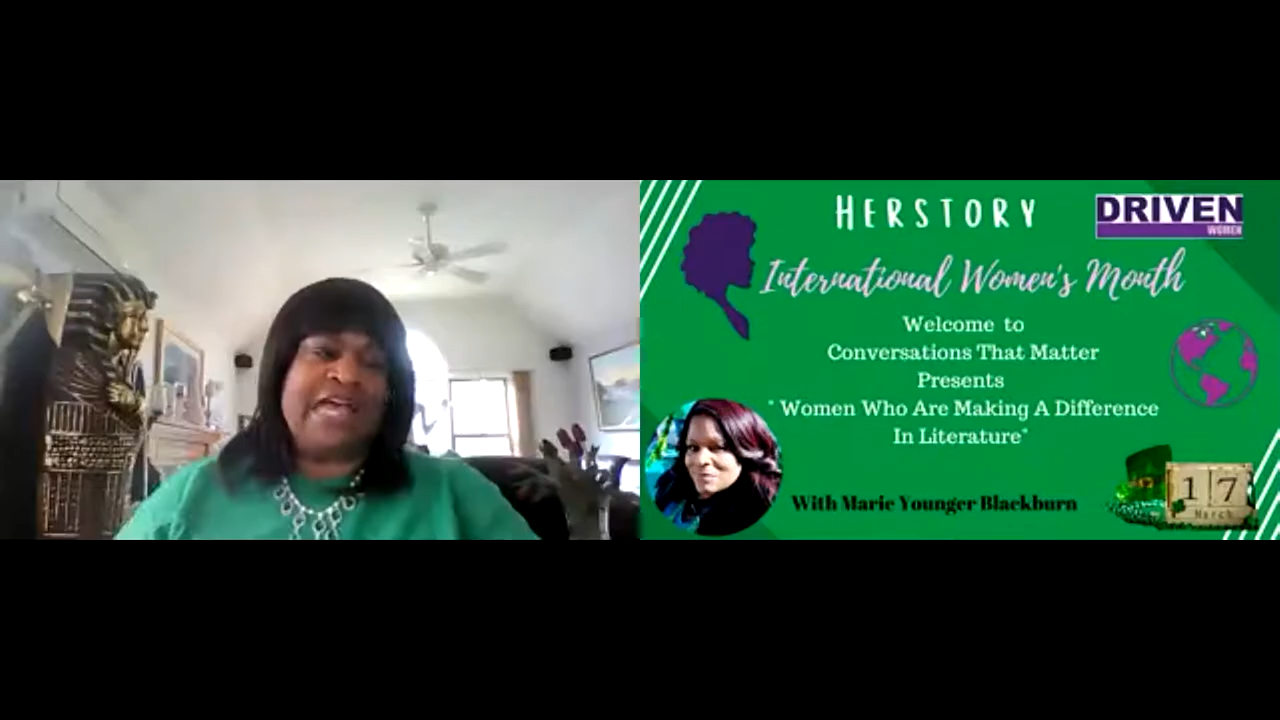 HERSTORY
DRIVEN
WOMEN
International Women's Month
Welcome to
Conversations That Matter
Presents
" Women Who Are Making A Difference
In Literature"
With Marie Younger Blackburn
17
March